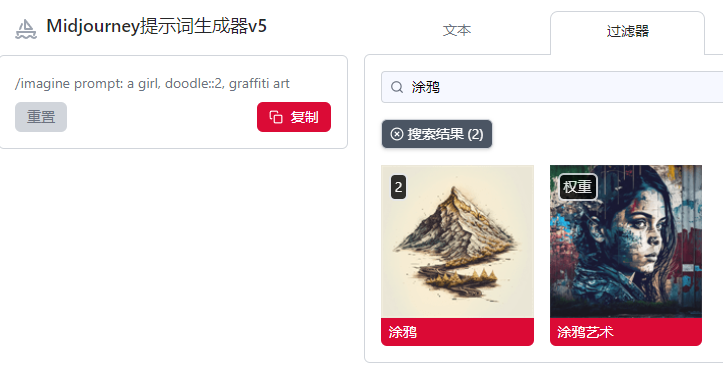 Midjourney提示词生成器v5
/imagine prompt: a girl, doodle::2, graffiti art
重置
复制
文本
过滤器
涂鸦
搜索结果 (2)
2
权重
涂鸦
涂鸦艺术